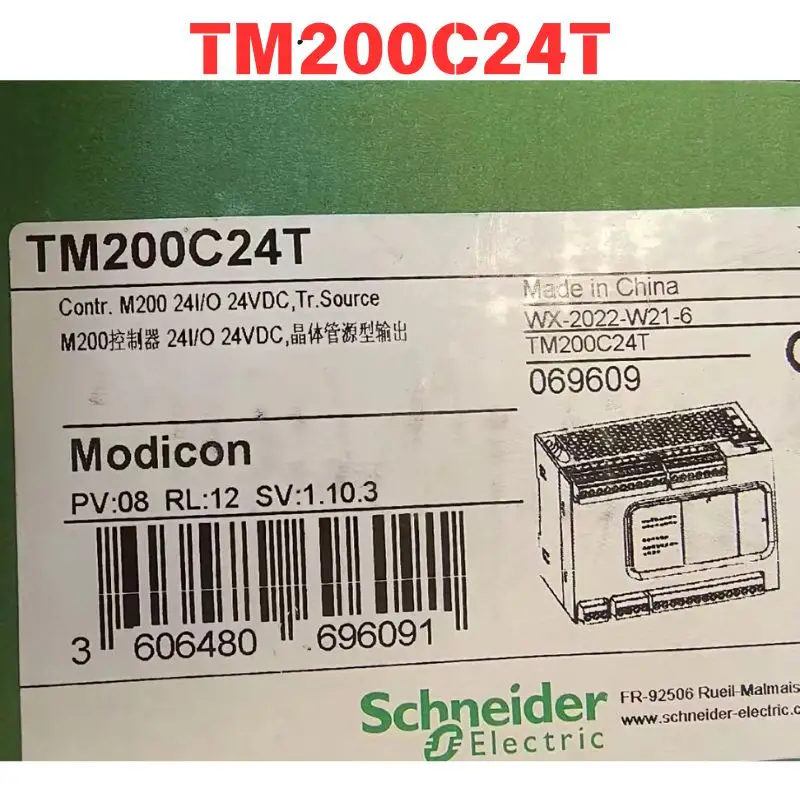 TM200C24T
TM200C24T
Contr. M200 24I/O 24VDC,Tr.Source
M200控制器 24I/O 24VDC,晶体管源型输出
Made in China
WX-2022-W21-6
TM200C24T
069609
Modicon
PV:08 RL:12 SV:1.10.3
3 606480 696091
Schneider
Electric
FR-92506 Rueil-Malmais
www.schneider-electric.c